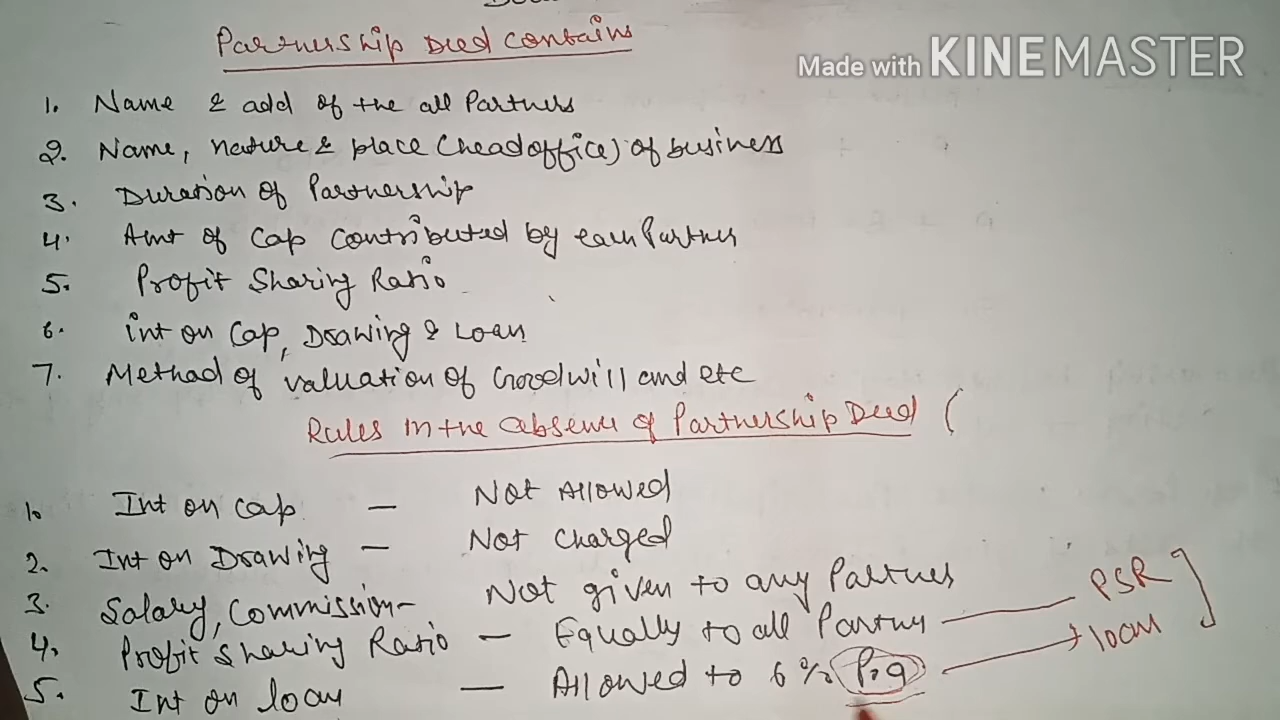 Made with KINEMASTER
Partnership Deed contains
1. Name & add of the all Partners
2. Name, nature & place (headoffice) of business
3. Duration of Partnership
4. Amt of Cap contributed by each Partner
5. Profit Sharing Ratio
6. int on Cap, Drawing & Loan
7. Method of valuation of Goodwill and etc
Rules in the absence of Partnership Deed (
1. Int on Cap — Not Allowed
2. Int on Drawing — Not Charged
3. Salary, Commission — Not given to any Partner
4. Profit Sharing Ratio — Equally to all Partner — PSR
5. Int on loan — Allowed to 6% P.a → loan